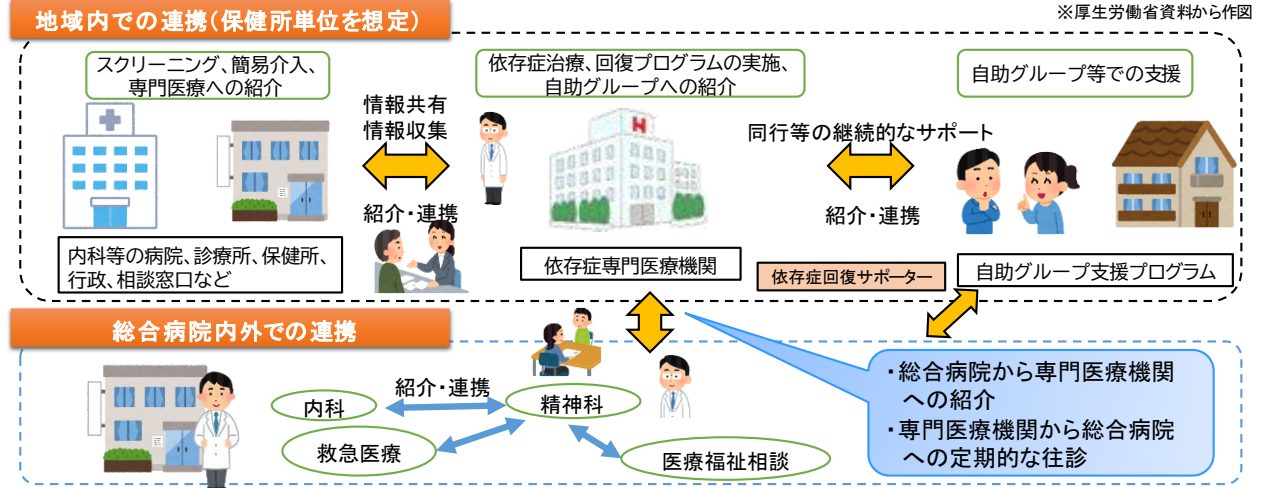 地域内での連携(保健所単位を想定)
※厚生労働省資料から作図
スクリーニング、簡易介入、
専門医療への紹介
依存症治療、回復プログラムの実施、
自助グループへの紹介
自助グループ等での支援
情報共有
情報収集
同行等の継続的なサポート
紹介・連携
紹介・連携
内科等の病院、診療所、保健所、
行政、相談窓口など
依存症専門医療機関
依存症回復サポーター
自助グループ支援プログラム
総合病院内外での連携
紹介・連携
内科
精神科
救急医療
医療福祉相談
・総合病院から専門医療機関
への紹介
・専門医療機関から総合病院
への定期的な往診